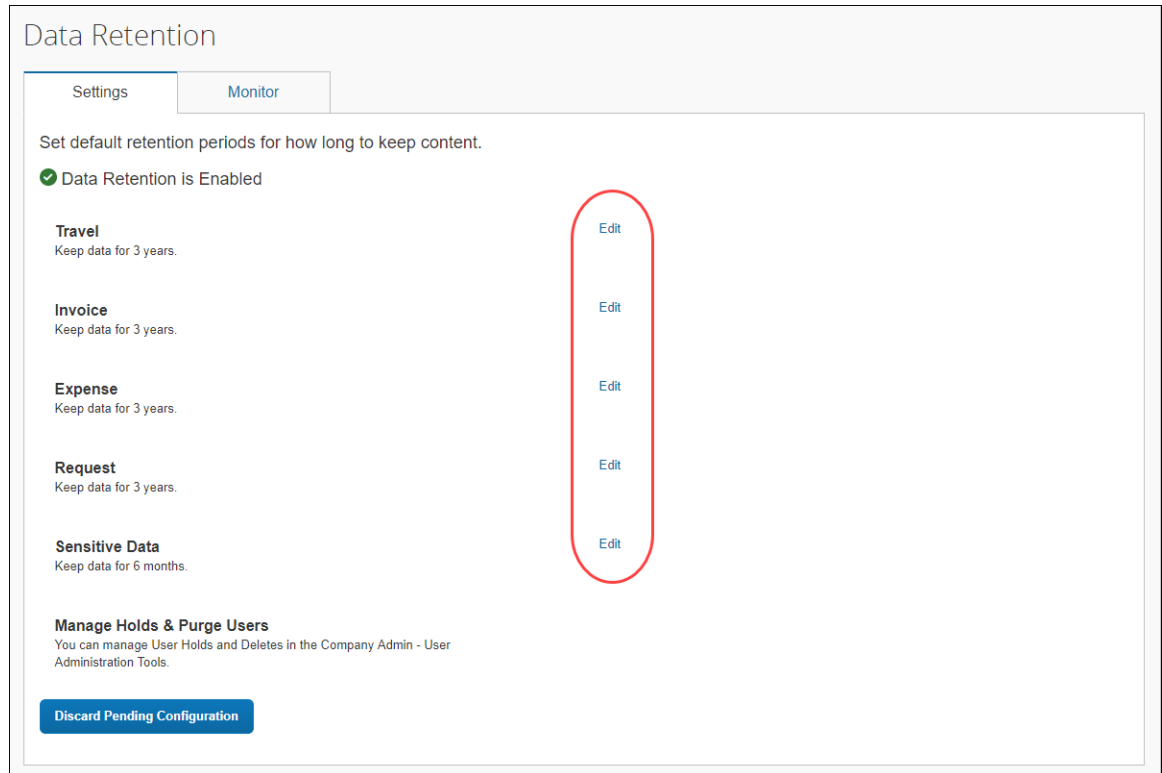 Data Retention
Settings
Monitor
Set default retention periods for how long to keep content.
Data Retention is Enabled
Travel
Edit
Keep data for 3 years.
Invoice
Edit
Keep data for 3 years.
Expense
Edit
Keep data for 3 years.
Request
Edit
Keep data for 3 years.
Sensitive Data
Edit
Keep data for 6 months.
Manage Holds & Purge Users
You can manage User Holds and Deletes in the Company Admin - User
Administration Tools.
Discard Pending Configuration